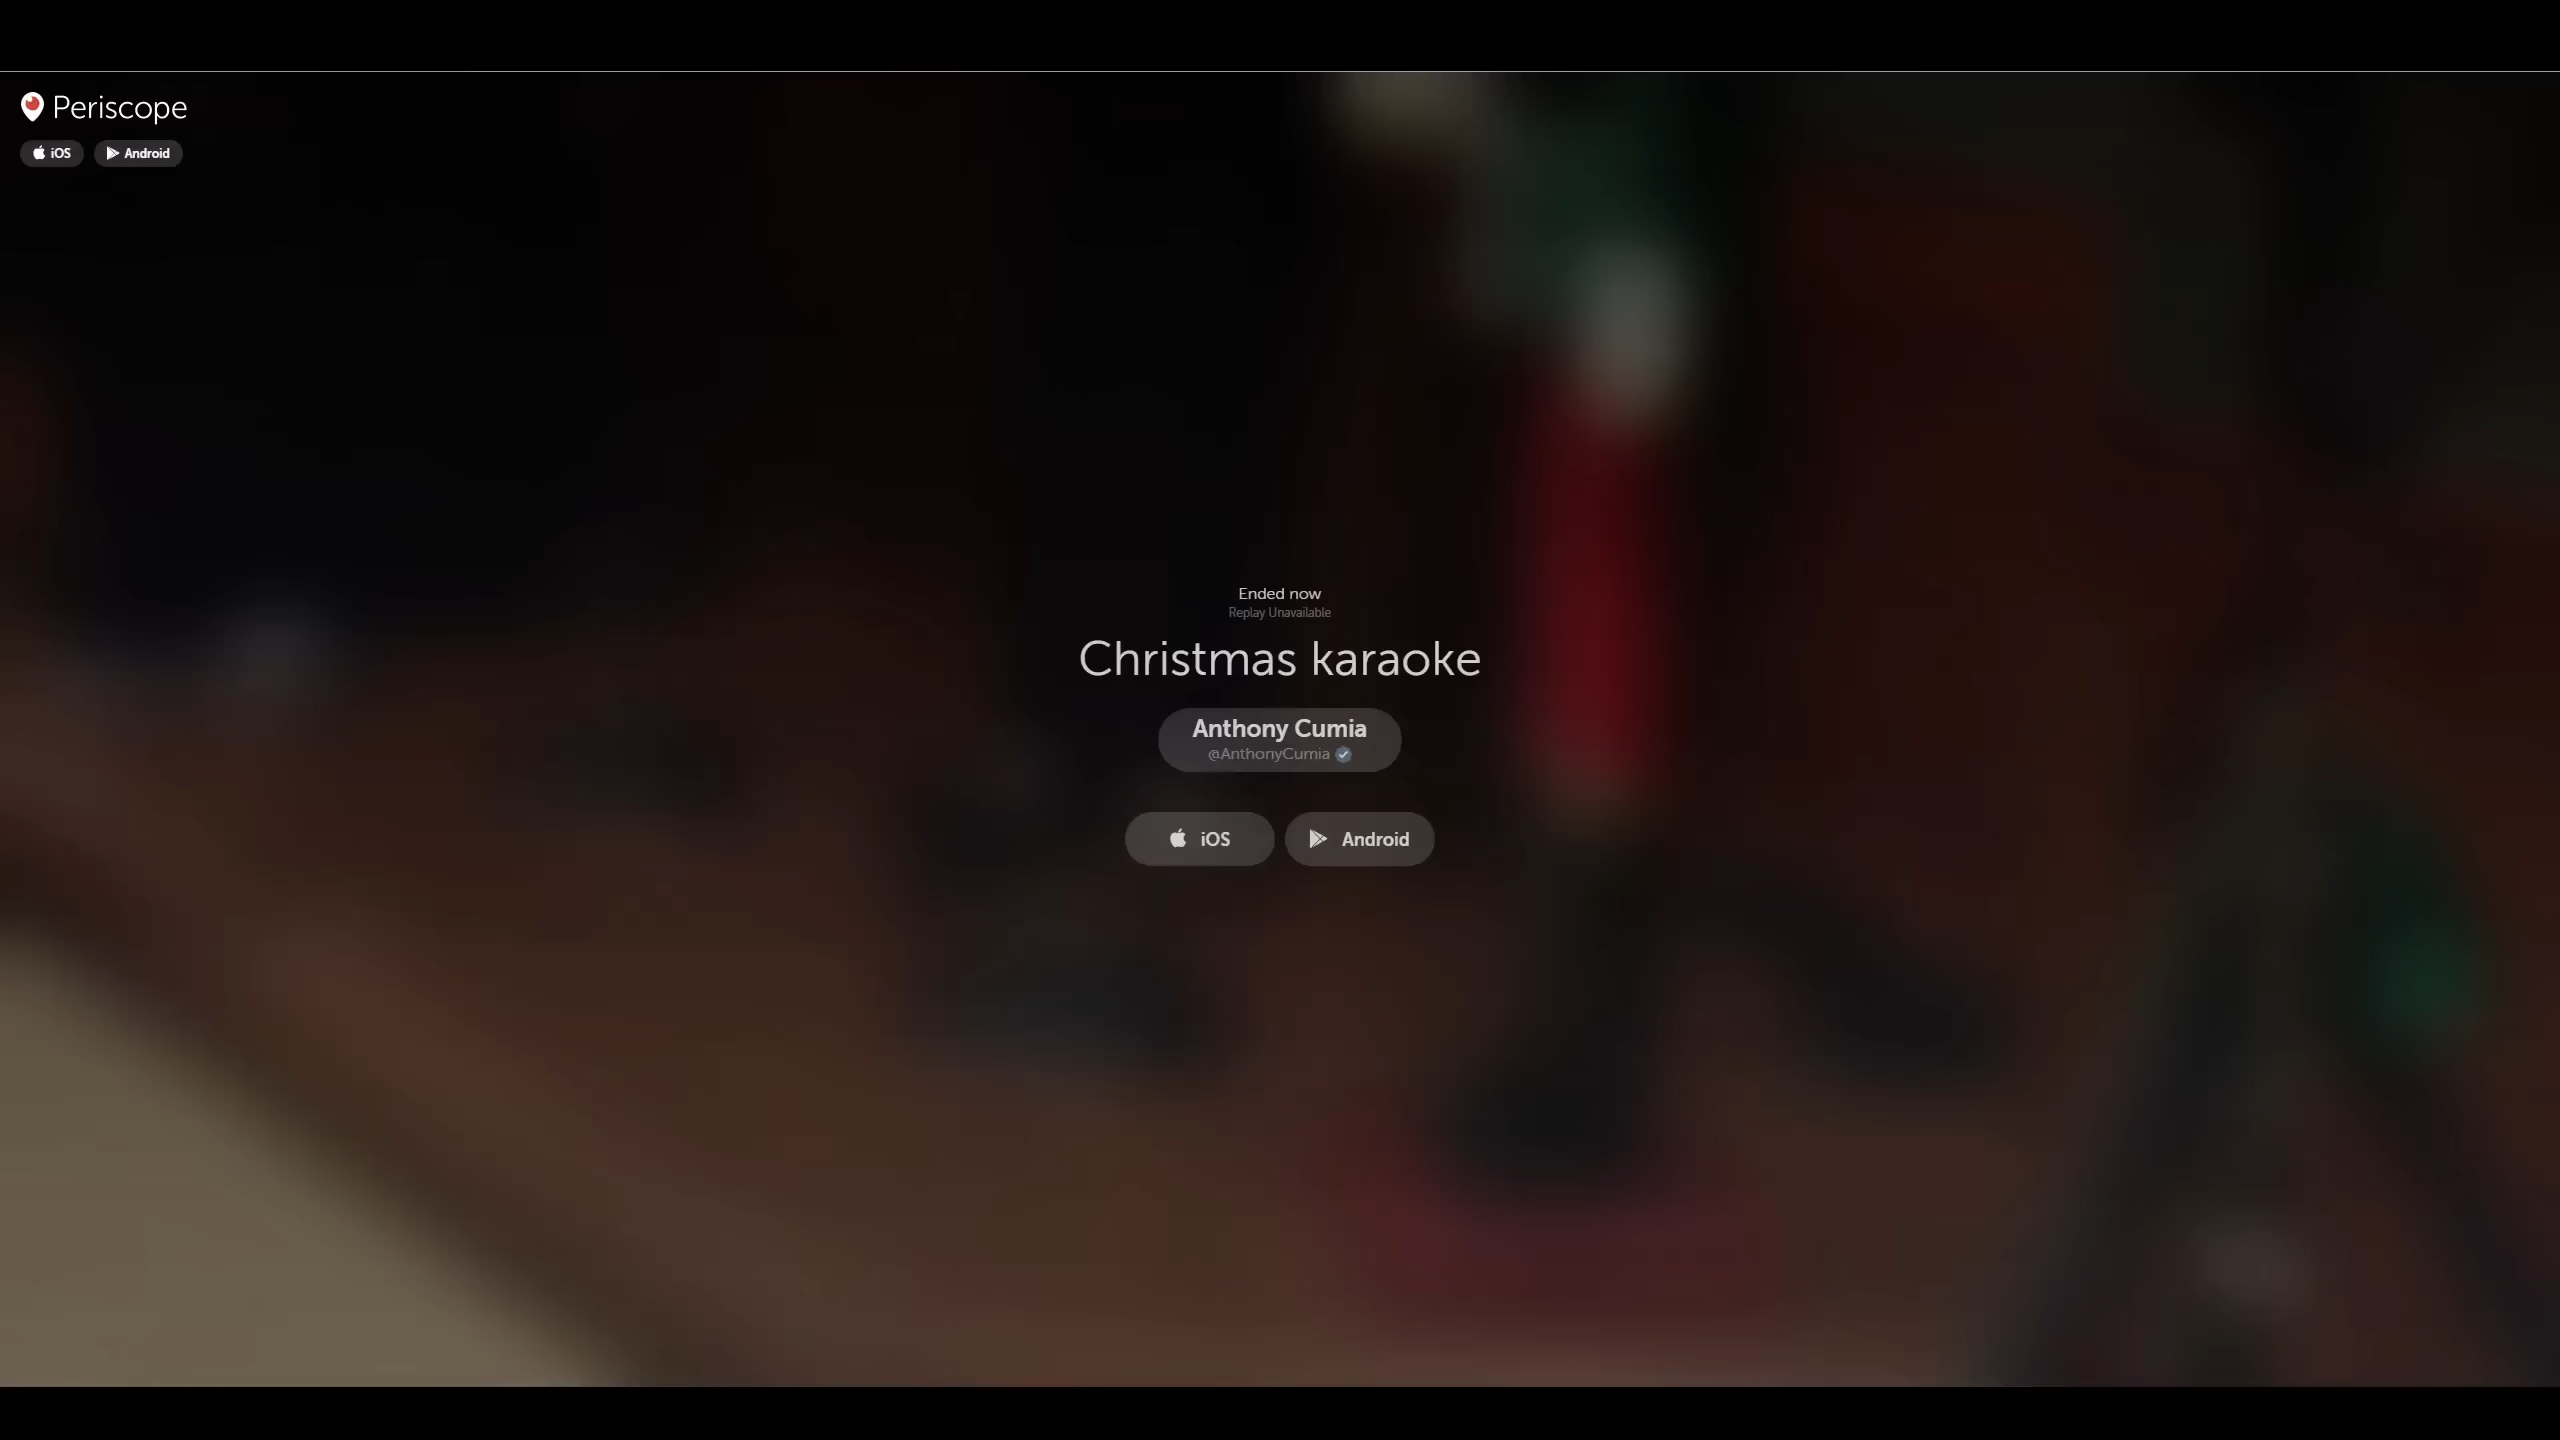 Periscope
iOS
Android
Ended now
Replay Unavailable
Christmas karaoke
Anthony Cumia
@AnthonyCumia
iOS
Android